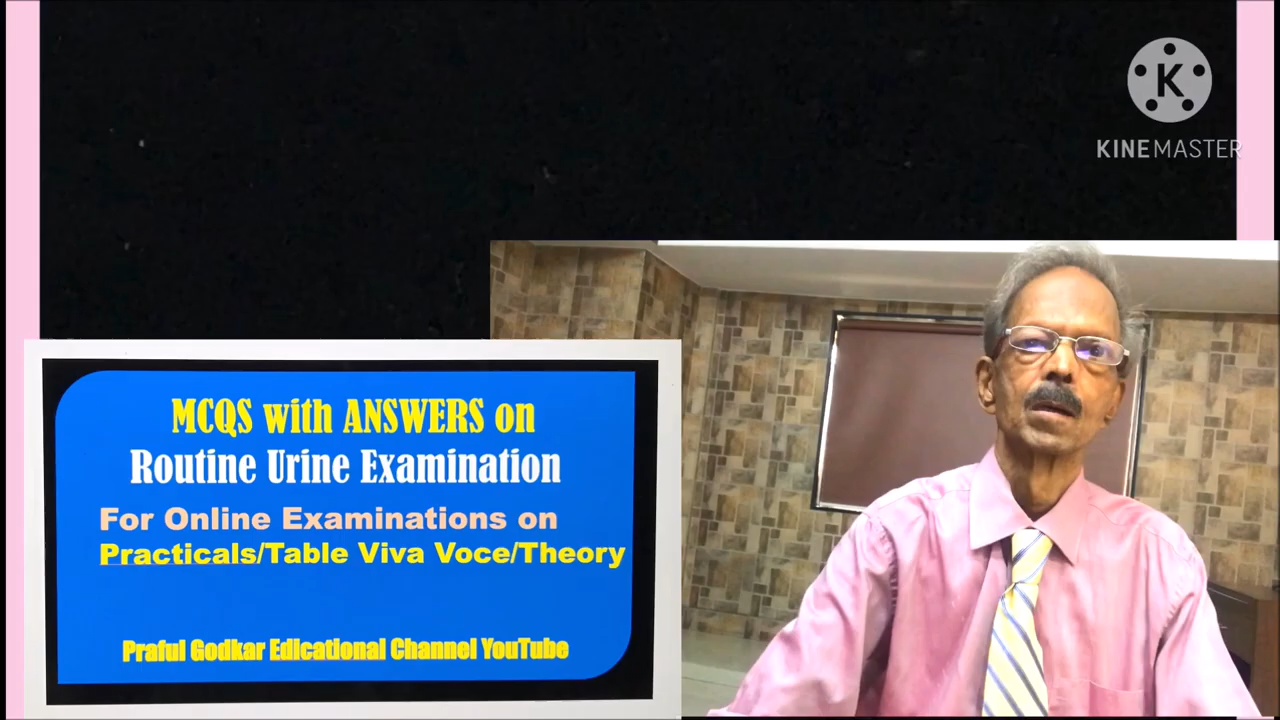 K
KINEMASTER
MCQS with ANSWERS on
Routine Urine Examination
For Online Examinations on
Practicals/Table Viva Voce/Theory
Praful Godkar Edicational Channel YouTube